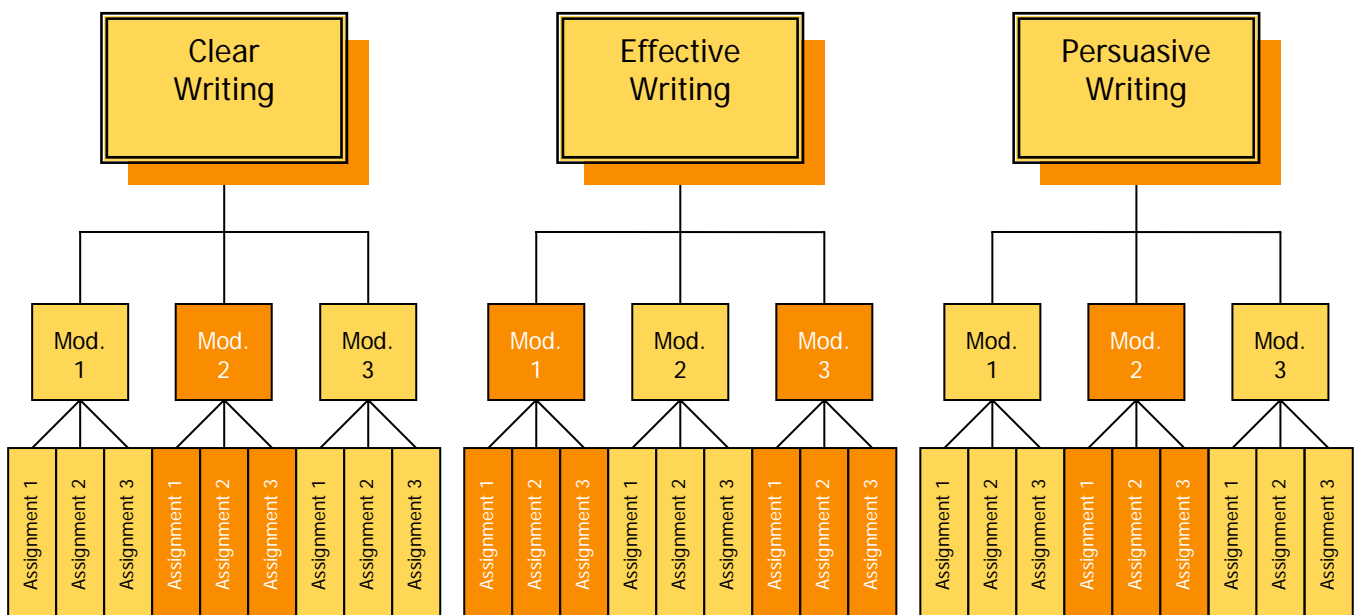 Clear
Writing
Effective
Writing
Persuasive
Writing
Mod.
1
Mod.
2
Mod.
3
Mod.
1
Mod.
2
Mod.
3
Mod.
1
Mod.
2
Mod.
3
Assignment 1
Assignment 2
Assignment 3
Assignment 1
Assignment 2
Assignment 3
Assignment 1
Assignment 2
Assignment 3
Assignment 1
Assignment 2
Assignment 3
Assignment 1
Assignment 2
Assignment 3
Assignment 1
Assignment 2
Assignment 3
Assignment 1
Assignment 2
Assignment 3
Assignment 1
Assignment 2
Assignment 3
Assignment 1
Assignment 2
Assignment 3